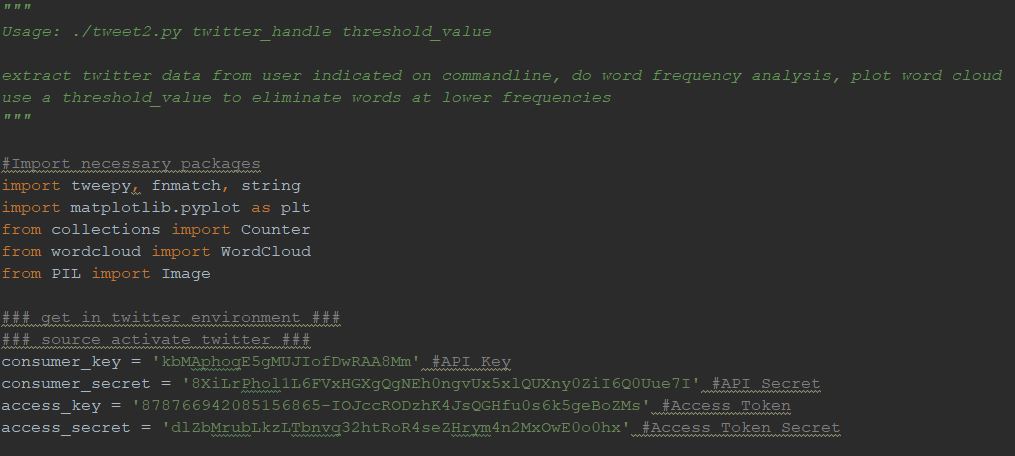 """
Usage: ./tweet2.py twitter_handle threshold_value
extract twitter data from user indicated on commandline, do word frequency analysis, plot word cloud
use a threshold_value to eliminate words at lower frequencies
"""
#Import necessary packages
import tweepy, fnmatch, string
import matplotlib.pyplot as plt
from collections import Counter
from wordcloud import WordCloud
from PIL import Image
### get in twitter environment ###
### source activate twitter ###
consumer_key = 'kbMAphoqE5gMUJIofDwRAA8Mm' #API Key
consumer_secret = '8XiLrPhol1L6FVxHGXgQgNEh0ngvUx5xlQUXny0ZiI6Q0Uue7I' #API Secret
access_key = '878766942085156865-IOJccRODzhK4JsQGHfu0s6k5geBoZMs' #Access Token
access_secret = 'dlZbMrubLkzLTbnvg32htRoR4seZHrym4n2MxOwE0o0hx' #Access Token Secret